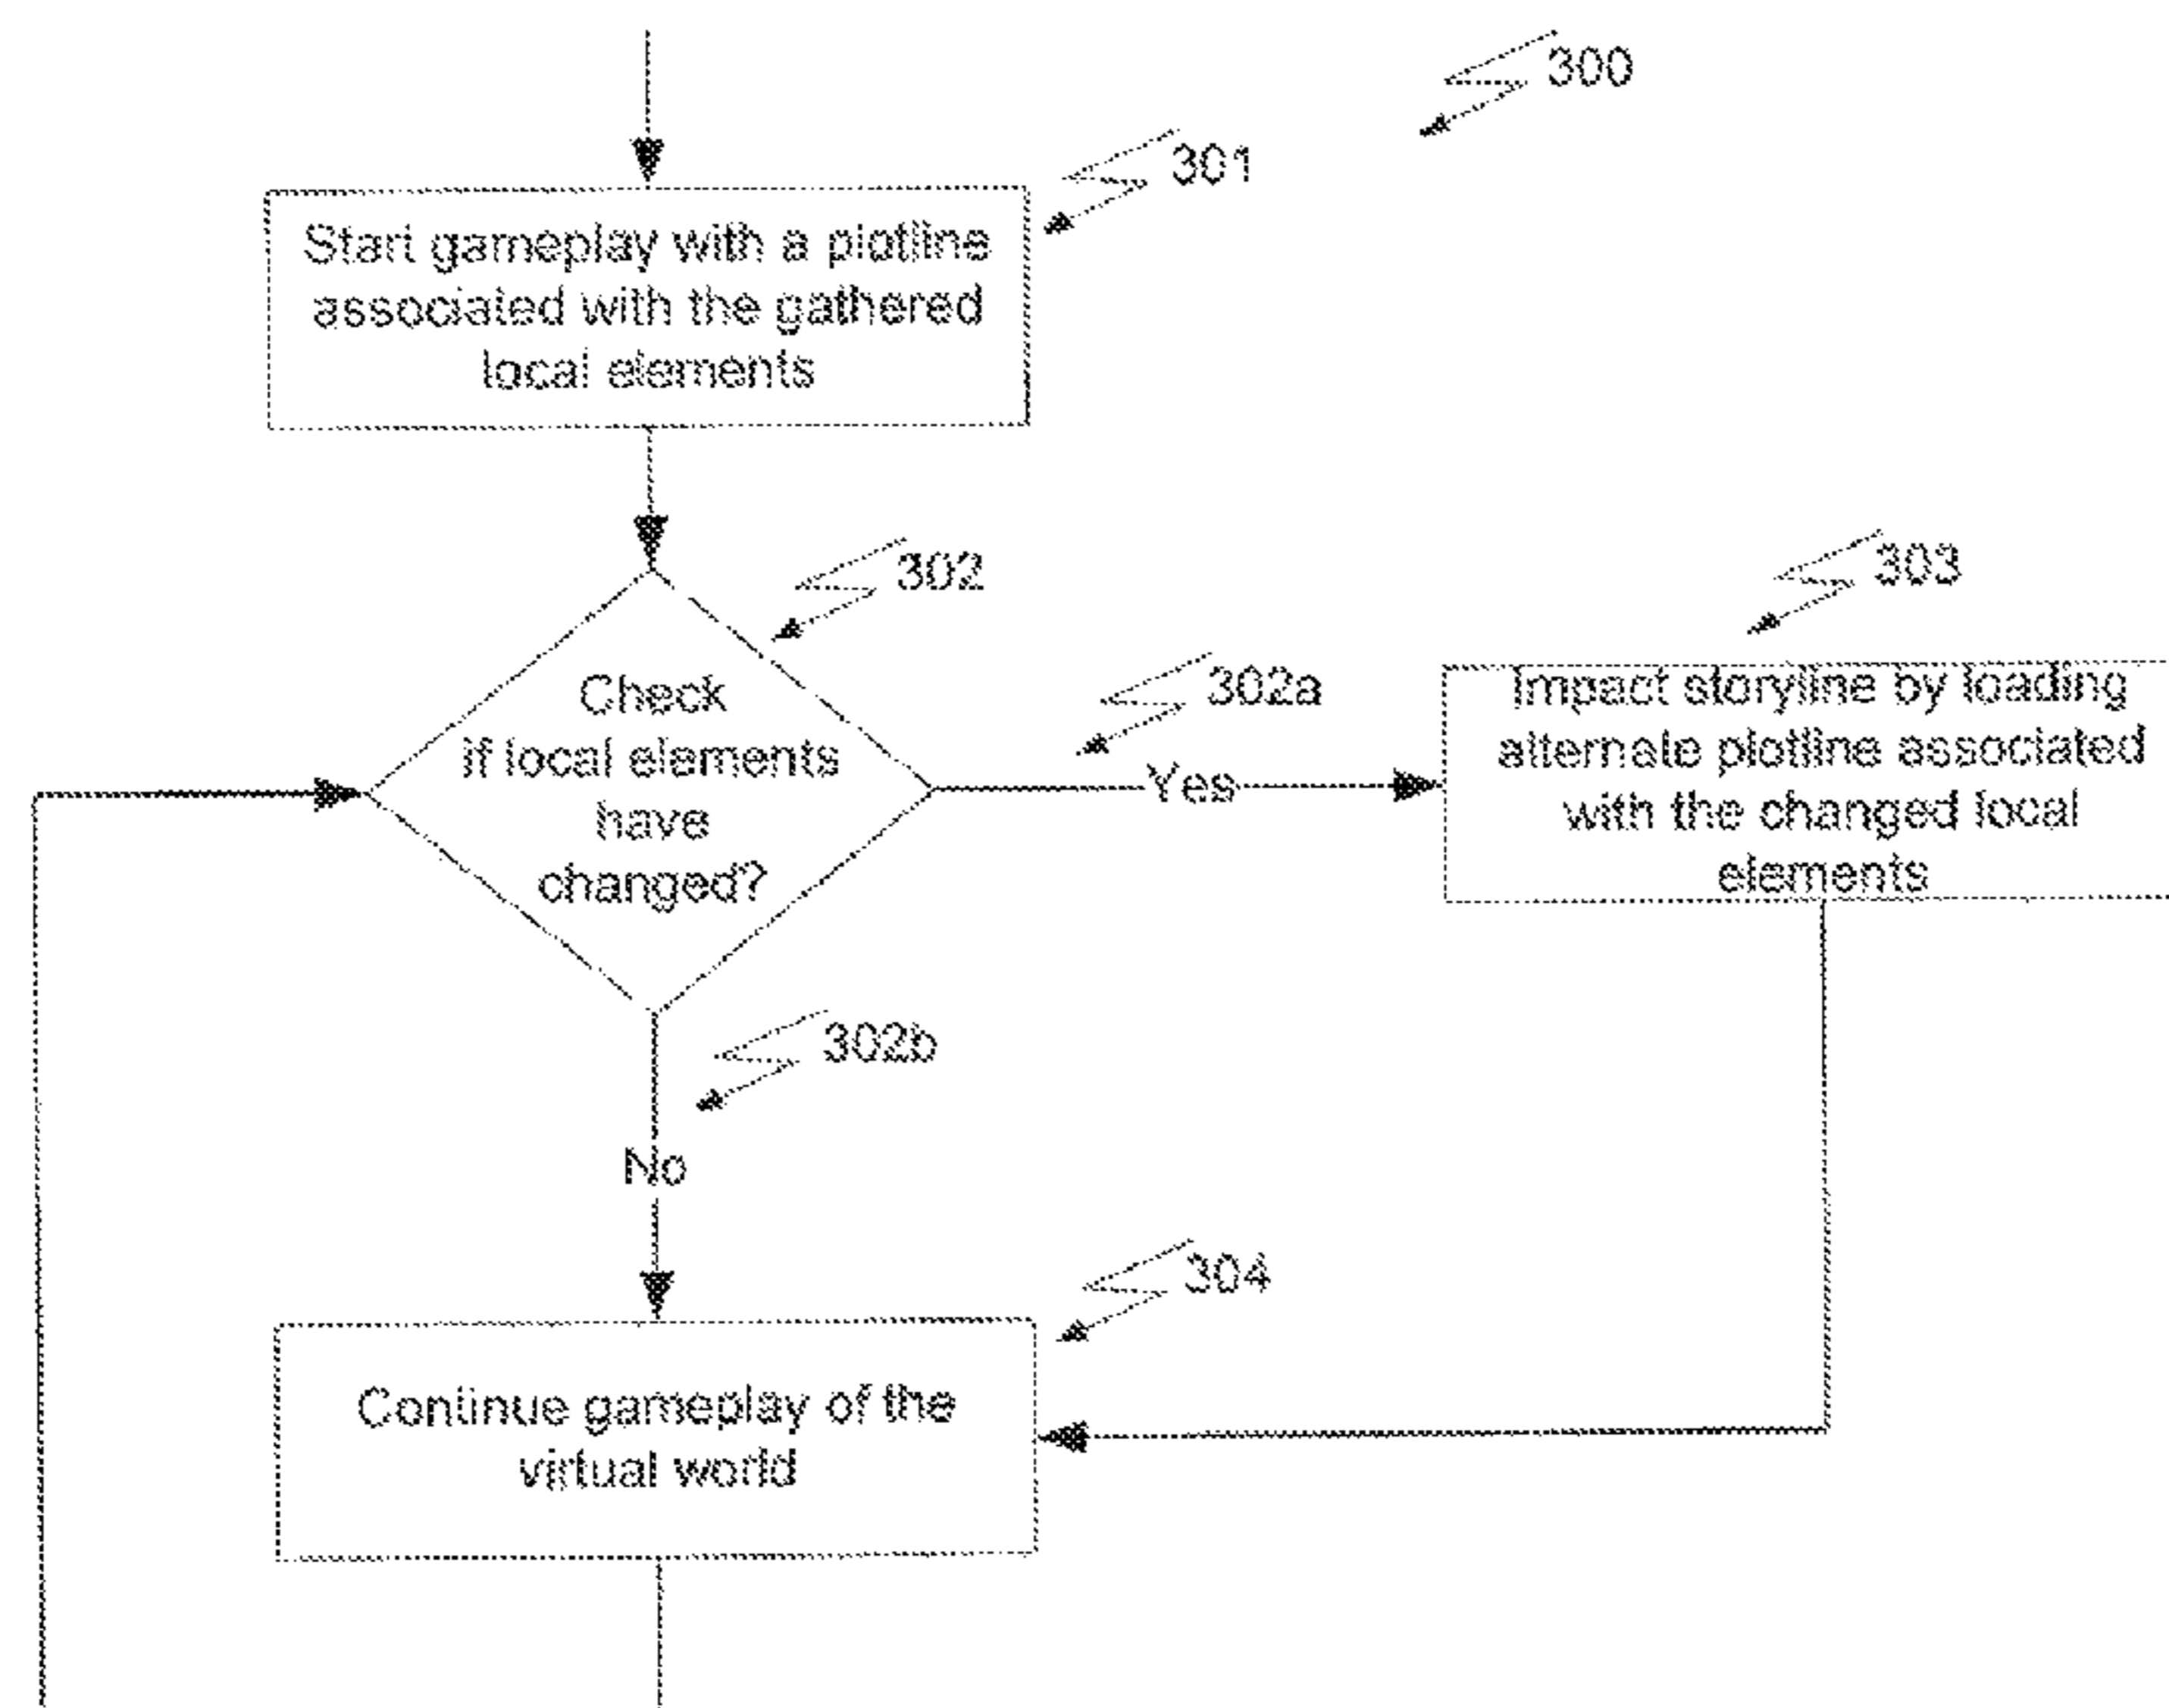 300
301
Start gameplay with a plotline
associated with the gathered
local elements
302
303
Check
if local elements
have
changed?
302a
Yes
Impact storyline by loading
alternate plotline associated
with the changed local
elements
302b
No
304
Continue gameplay of the
virtual world